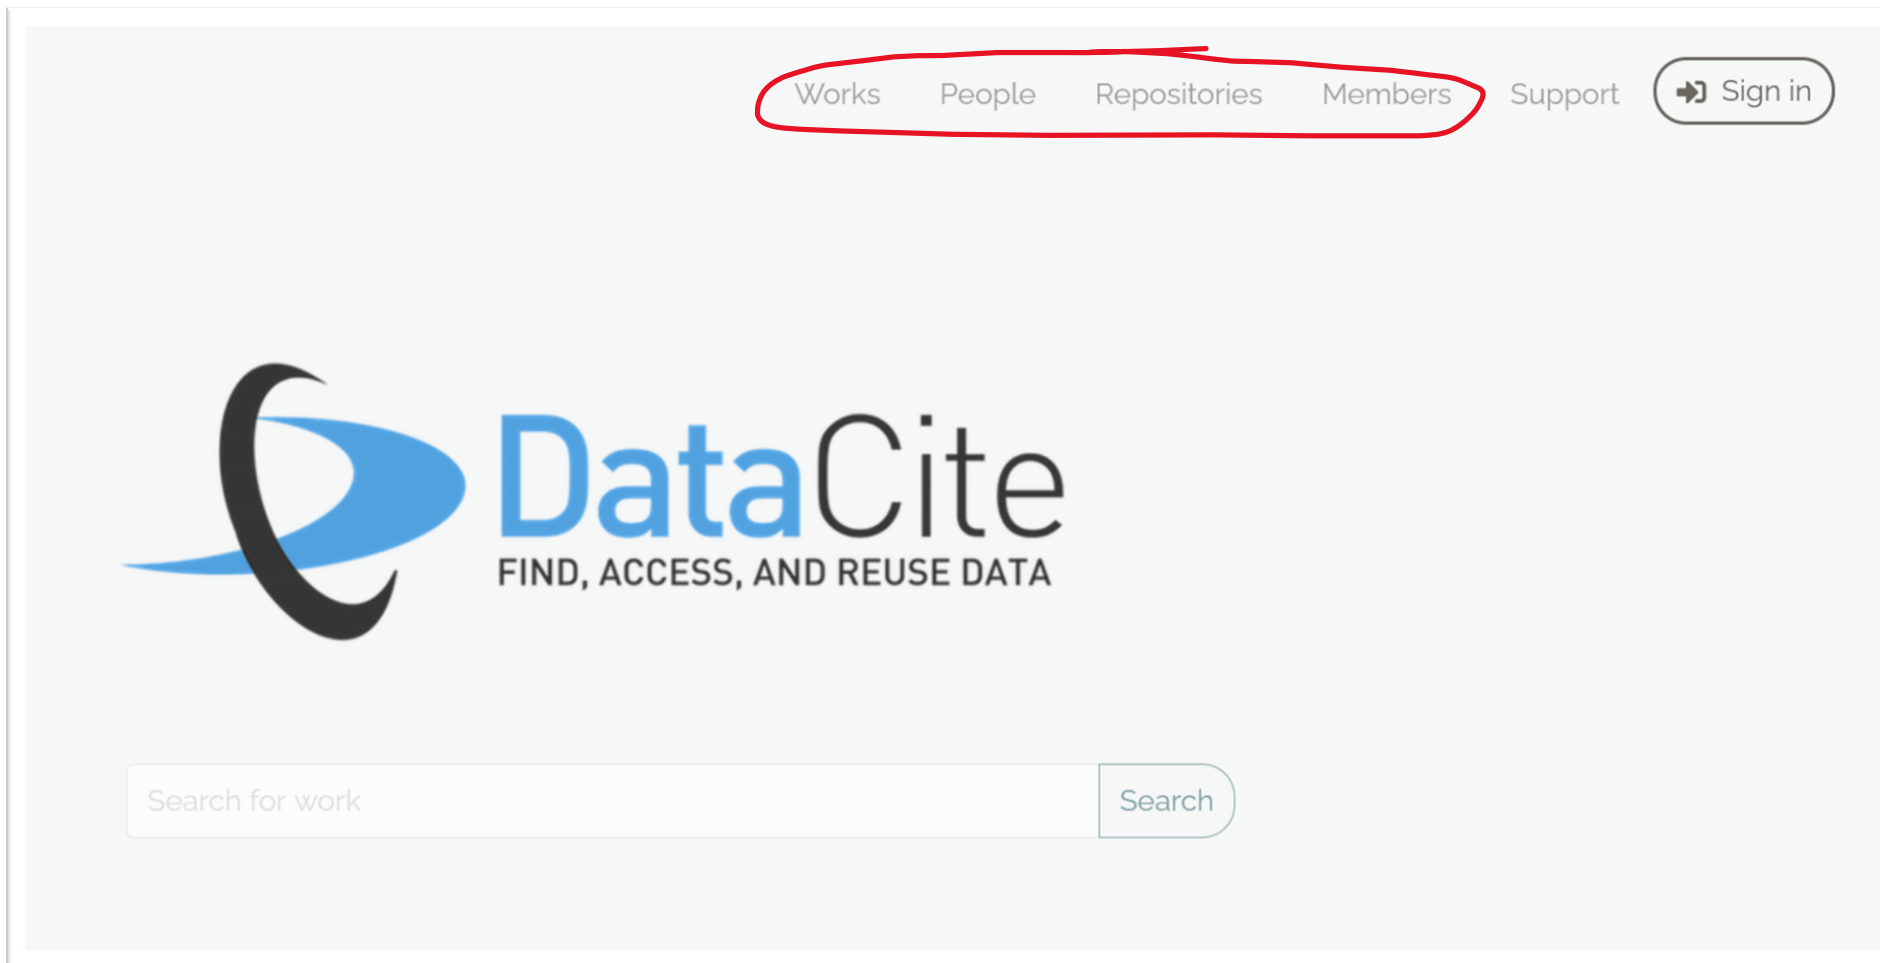 Works People Repositories Members Support Sign in
DataCite
FIND, ACCESS, AND REUSE DATA
Search for work Search